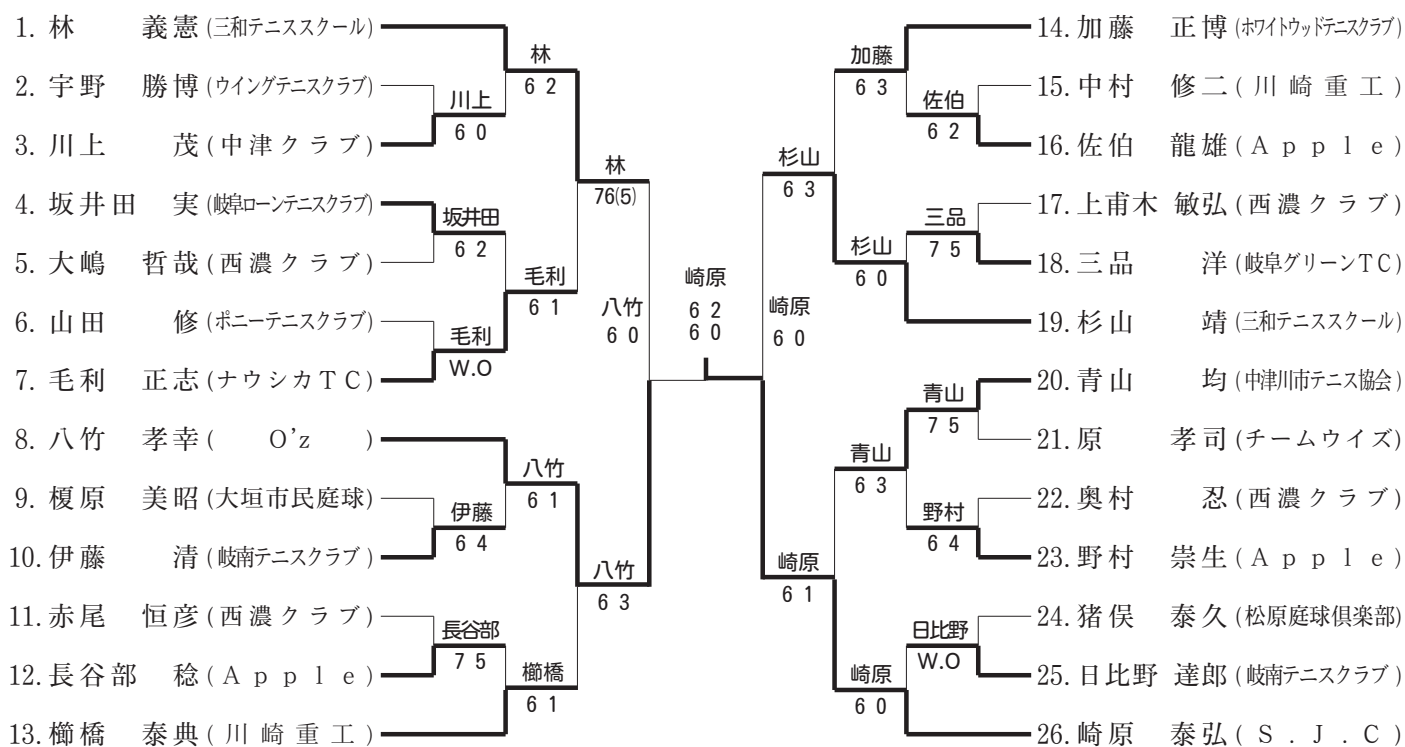 1. 林 義憲 (三和テニススクール)
2. 宇野 勝博 (ウイングテニスクラブ)
3. 川上 茂 (中津クラブ)
4. 坂井田 実 (岐阜ローンテニスクラブ)
5. 大嶋 哲哉 (西濃クラブ)
6. 山田 修 (ポニーテニスクラブ)
7. 毛利 正志 (ナウシカTC)
8. 八竹 孝幸 (O'z)
9. 榎原 美昭 (大垣市民庭球)
10. 伊藤 清 (岐南テニスクラブ)
11. 赤尾 恒彦 (西濃クラブ)
12. 長谷部 稔 (Apple)
13. 櫛橋 泰典 (川崎重工)
川上
6 0
坂井田
6 2
毛利
W.O
伊藤
6 4
長谷部
7 5
林
6 2
毛利
6 1
八竹
6 1
櫛橋
6 1
林
76(5)
八竹
6 3
八竹
6 0
崎原
6 2
6 0
崎原
6 0
杉山
6 3
崎原
6 1
加藤
6 3
杉山
6 0
青山
6 3
崎原
6 0
佐伯
6 2
三品
7 5
青山
7 5
野村
6 4
日比野
W.O
14. 加藤 正博 (ホワイトウッドテニスクラブ)
15. 中村 修二 (川崎重工)
16. 佐伯 龍雄 (Apple)
17. 上甫木 敏弘 (西濃クラブ)
18. 三品 洋 (岐阜グリーンTC)
19. 杉山 靖 (三和テニススクール)
20. 青山 均 (中津川市テニス協会)
21. 原 孝司 (チームウイズ)
22. 奥村 忍 (西濃クラブ)
23. 野村 崇生 (Apple)
24. 猪俣 泰久 (松原庭球倶楽部)
25. 日比野 達郎 (岐南テニスクラブ)
26. 崎原 泰弘 (S.J.C)